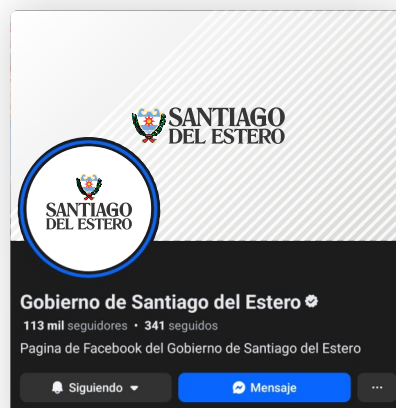 SANTIAGO
DEL ESTERO
SANTIAGO
DEL ESTERO
Gobierno de Santiago del Estero
113 mil seguidores • 341 seguidos
Pagina de Facebook del Gobierno de Santiago del Estero
Siguiendo
Mensaje